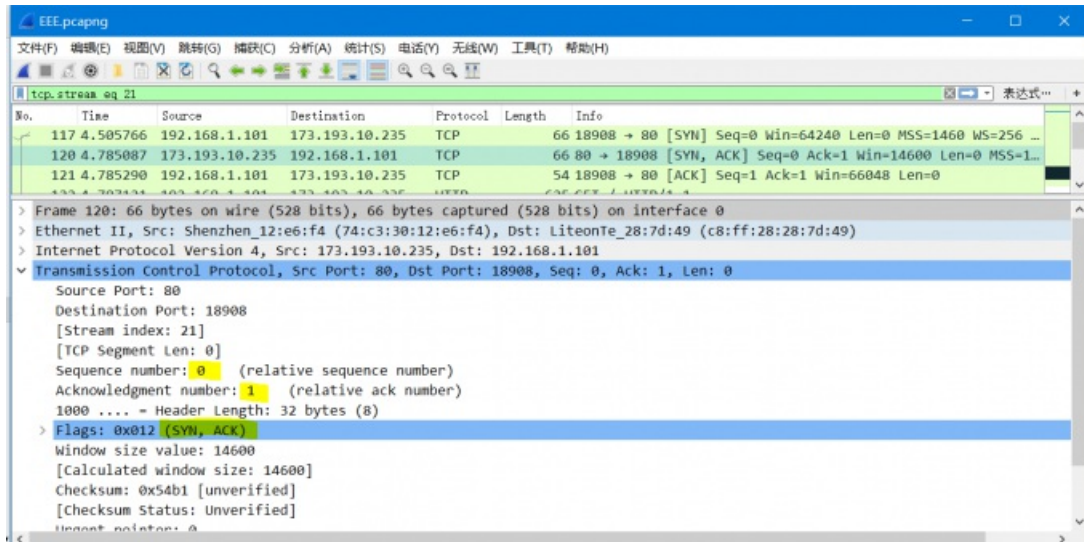 EEE.pcapng
文件(F) 编辑(E) 视图(V) 跳转(G) 捕获(C) 分析(A) 统计(S) 电话(Y) 无线(W) 工具(T) 帮助(H)
tcp.stream eq 21 表达式…
No. Time Source Destination Protocol Length Info
117 4.505766 192.168.1.101 173.193.10.235 TCP 66 18908 → 80 [SYN] Seq=0 Win=64240 Len=0 MSS=1460 WS=256 …
120 4.785087 173.193.10.235 192.168.1.101 TCP 66 80 → 18908 [SYN, ACK] Seq=0 Ack=1 Win=14600 Len=0 MSS=1…
121 4.785290 192.168.1.101 173.193.10.235 TCP 54 18908 → 80 [ACK] Seq=1 Ack=1 Win=66048 Len=0
> Frame 120: 66 bytes on wire (528 bits), 66 bytes captured (528 bits) on interface 0
> Ethernet II, Src: Shenzhen_12:e6:f4 (74:c3:30:12:e6:f4), Dst: LiteonTe_28:7d:49 (c8:ff:28:28:7d:49)
> Internet Protocol Version 4, Src: 173.193.10.235, Dst: 192.168.1.101
Transmission Control Protocol, Src Port: 80, Dst Port: 18908, Seq: 0, Ack: 1, Len: 0
Source Port: 80
Destination Port: 18908
[Stream index: 21]
[TCP Segment Len: 0]
Sequence number: 0 (relative sequence number)
Acknowledgment number: 1 (relative ack number)
1000 .... = Header Length: 32 bytes (8)
> Flags: 0x012 (SYN, ACK)
Window size value: 14600
[Calculated window size: 14600]
Checksum: 0x54b1 [unverified]
[Checksum Status: Unverified]
Urgent pointer: 0